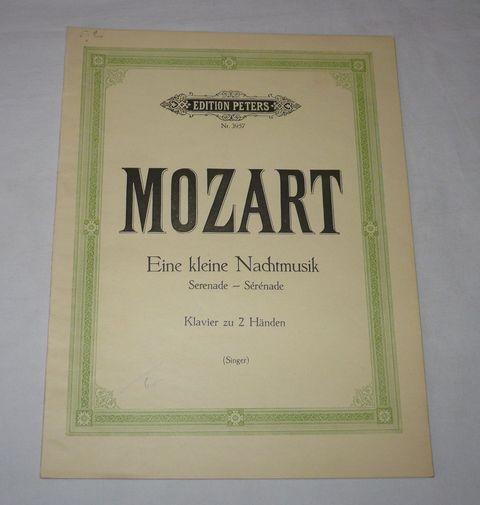 EDITION PETERS
Nr. 3957
MOZART
Eine kleine Nachtmusik
Serenade – Sérénade
Klavier zu 2 Händen
(Singer)